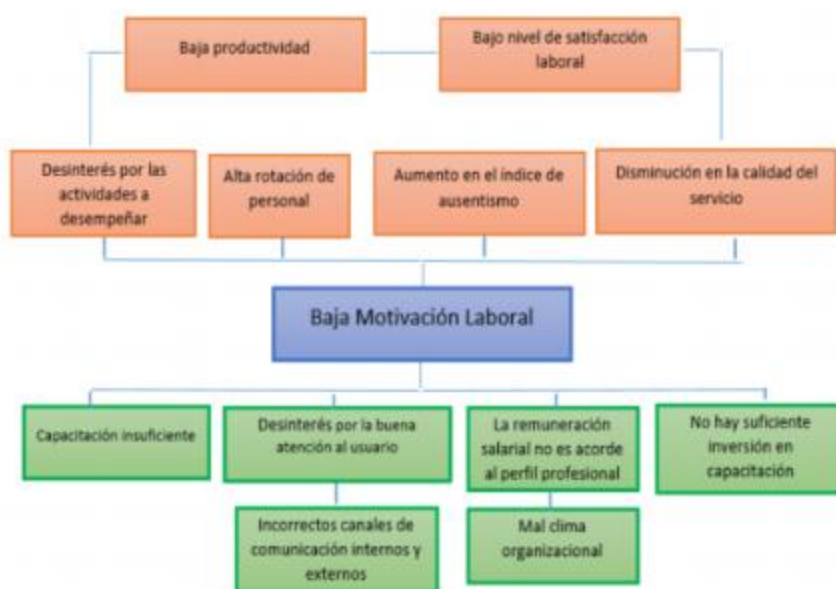 Baja productividad
Bajo nivel de satisfacción
laboral
Desinterés por las
actividades a
desempeñar
Alta rotación de
personal
Aumento en el índice de
ausentismo
Disminución en la calidad del
servicio
Baja Motivación Laboral
Capacitación insuficiente
Desinterés por la buena
atención al usuario
La remuneración
salarial no es acorde
al perfil profesional
No hay suficiente
inversión en
capacitación
Incorrectos canales de
comunicación internos y
externos
Mal clima
organizacional